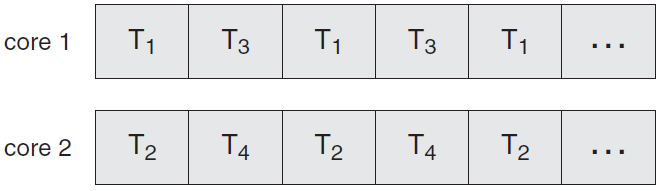 core 1 T₁ T₃ T₁ T₃ T₁ ...
core 2 T₂ T₄ T₂ T₄ T₂ ...